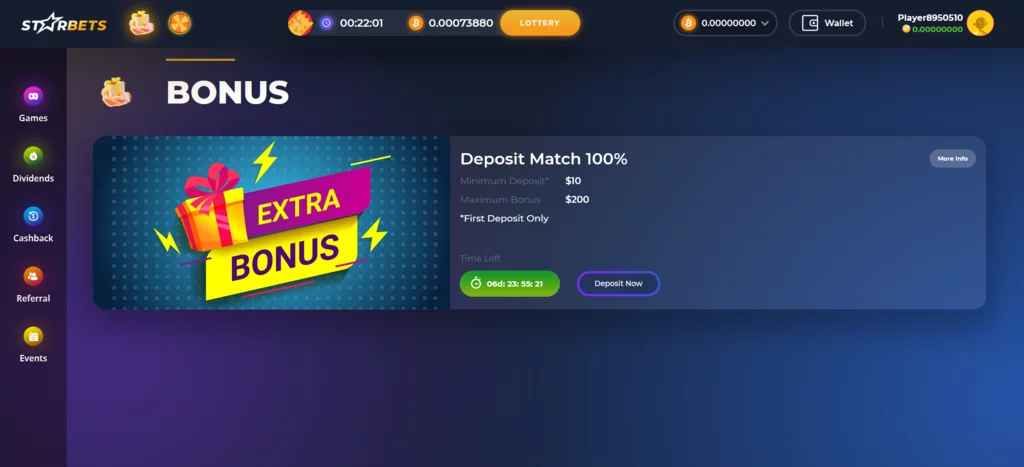 STARBETS
00:22:01
0.00073880
LOTTERY
0.00000000
Wallet
Player8950510
0.00000000
Games
Dividends
Cashback
Referral
Events
BONUS
EXTRA
BONUS
Deposit Match 100%
More Info
Minimum Deposit* $10
Maximum Bonus $200
*First Deposit Only
Time Left
06d: 23: 55: 21
Deposit Now